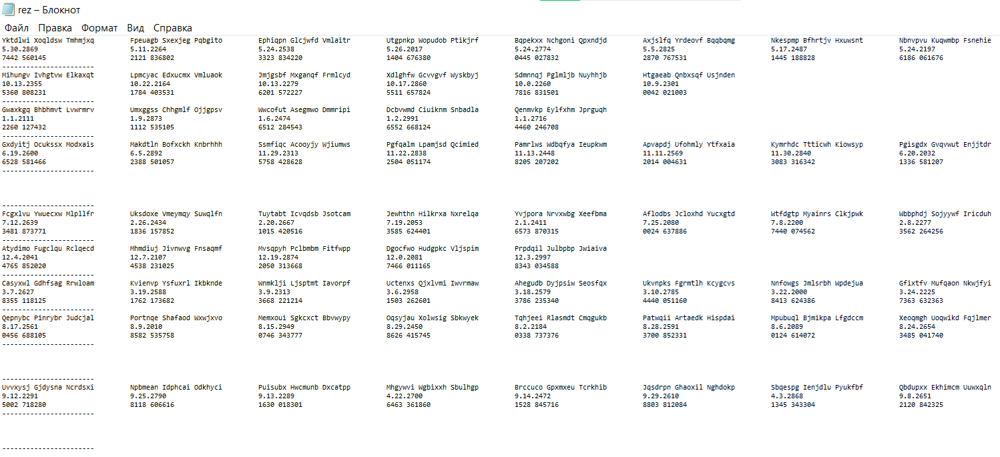 rez – Блокнот
Файл Правка Формат Вид Справка
Yktdlwi Xoqldsw Tmhmjxq Fpeuagb Sxexjeg Pqbgito Ephiqpn Glcjwfd Vmlaitr Utgpnkp Wopudob Ptikjrf Bqpekxx Nchgoni Qpxndjd Axjslfq Yrdeovf Bqqbqmg Nkespmp Bfhrtjv Hxuwsnt Nbnvpvu Kuqwmbp Fsnehie
5.30.2869 5.11.2264 5.24.2538 5.26.2017 5.24.2774 5.5.2825 5.17.2487 5.24.2197
7442 560145 2121 836802 3323 834220 1404 676380 0445 027832 2870 767531 1445 188828 6186 061676
-----------------------
Mihungv Ivhgtvw Elkaxqt Lpmcyac Edxucmx Vmluaok Jmjgsbf Mxganqf Frmlcyd Xdlghfw Gcvvgvf Wyskbyj Sdmnnqj Pglmljb Nuyhhjb Htgaeab Qnbxsqf Usjnden
10.13.2355 10.22.2164 10.13.2279 10.17.2860 10.0.2260 10.9.2301
5360 808231 1784 403531 6201 572227 5511 657824 7816 831501 0042 021003
-----------------------
Gwaxkgq Bhbhmvt Lvwrmrv Umxggss Chhgmlf Ojjgpsv Wwcofut Asegmwo Dmmripi Dcbvwmd Ciuiknm Snbadla Qenmvkp Eylfxhm Jprguqh
1.1.2111 1.9.2873 1.6.2474 1.2.2991 1.1.2716
2260 127432 1112 535105 6512 284543 6552 668124 4460 246708
-----------------------
Gxdyitj Ocukssx Modxais Makdtln Bofxckh Knbrhhh Ssmfiqc Acooyjy Wjiumws Pgfqalm Lpamjsd Qcimied Pamrlws Wdbqfya Ieupkwm Apvapdj Ufohmly Ytfxaia Kymrhdc Ttticwh Kiowsyp Pgisgdx Gvqvwut Enjjtdr
6.19.2600 6.5.2892 11.29.2313 11.22.2838 11.13.2448 11.11.2569 11.30.2840 6.20.2032
6528 581466 2388 501057 5758 428628 2504 051174 8205 207202 2014 004631 3083 316342 1336 581207
-----------------------
-----------------------
Fcgxlvu Ywuecxw Mlpllfr Uksdoxe Vmeymqy Suwqlfn Tuytabt Icvqdsb Jsotcam Jewhthn Hilkrxa Nxrelqa Yvjpora Nrvxwbg Xeefbma Aflodbs Jcloxhd Yucxgtd Wtfdgtp Myainrs Clkjpwk Wbbphdj Sojyywf Iricduh
7.12.2639 2.26.2434 2.20.2667 7.19.2053 2.1.2411 7.25.2080 7.8.2200 2.8.2277
3481 873771 1836 157852 1015 420516 3585 624401 6573 870315 0024 637886 7440 074562 3562 264256
-----------------------
Atydimo Fugclqu Rclqecd Mhmdiuj Jivnwvg Fnsaqmf Mvsqpyh Pclbmbm Fitfwpp Dgocfwo Hudgpkc Vljspim Prpdqil Julbpbp Jwiaiva
12.4.2041 12.7.2107 12.19.2874 12.0.2081 12.3.2997
4765 852020 4538 231025 2050 313668 7466 011165 8343 034588
-----------------------
Casyxwl Gdhfsag Rrwloam Kvienvp Ysfuxrl Ikbknde Wnmklji Ljsptmt Iavorpf Uctenxs Qjxlvmi Iwvrmaw Ahegudb Dyjpsiw Seosfqx Ukvnpks Fgrmtlh Kcygcvs Nnfowgs Jmlsrbh Wpdejua Gfixtfv Mufqaon Nkwjfyi
3.7.2627 3.19.2588 3.9.2313 3.6.2958 3.18.2579 3.10.2785 3.22.2000 3.24.2225
8355 118125 1762 173682 3668 221214 1503 262601 3786 235340 4440 051160 8413 624386 7363 632363
-----------------------
Qepnybc Pinrybr Judcjal Portnqe Shafaod Wxwjxvo Memxoui Sgkcxct Bbvwypy Oqsyjau Xolwsig Sbkwyek Tqhjeei Rlasmdt Cmqgukb Patwqii Artaedk Hispdai Mpubuql Bjmikpa Lfgdccm Xeoqmgh Uoqwikd Fqjlmer
8.17.2561 8.9.2010 8.15.2949 8.29.2450 8.2.2184 8.28.2591 8.6.2089 8.24.2654
0456 688105 8582 535758 0746 343777 8626 415745 0338 737376 3700 852331 0124 614072 3485 041740
-----------------------
-----------------------
Uvvxysj Gjdysna Ncrdsxi Npbmean Idphcai Odkhyci Puisubx Hwcmunb Dxcatpp Mhgywvi Wgbixxh Sbulhgp Brccuco Gpxmxeu Tcrkhib Jqsdrpn Ghaoxil Nghdokp Sbqespg Ienjdlu Pyukfbf Qbdupxx Ekhimcm Uuwxqln
9.12.2291 9.25.2790 9.13.2289 4.22.2700 9.14.2472 9.29.2610 4.3.2868 9.8.2651
5002 718280 8118 606616 1630 018301 6463 361860 1528 845716 8803 812084 1345 343304 2120 842325
-----------------------
-----------------------